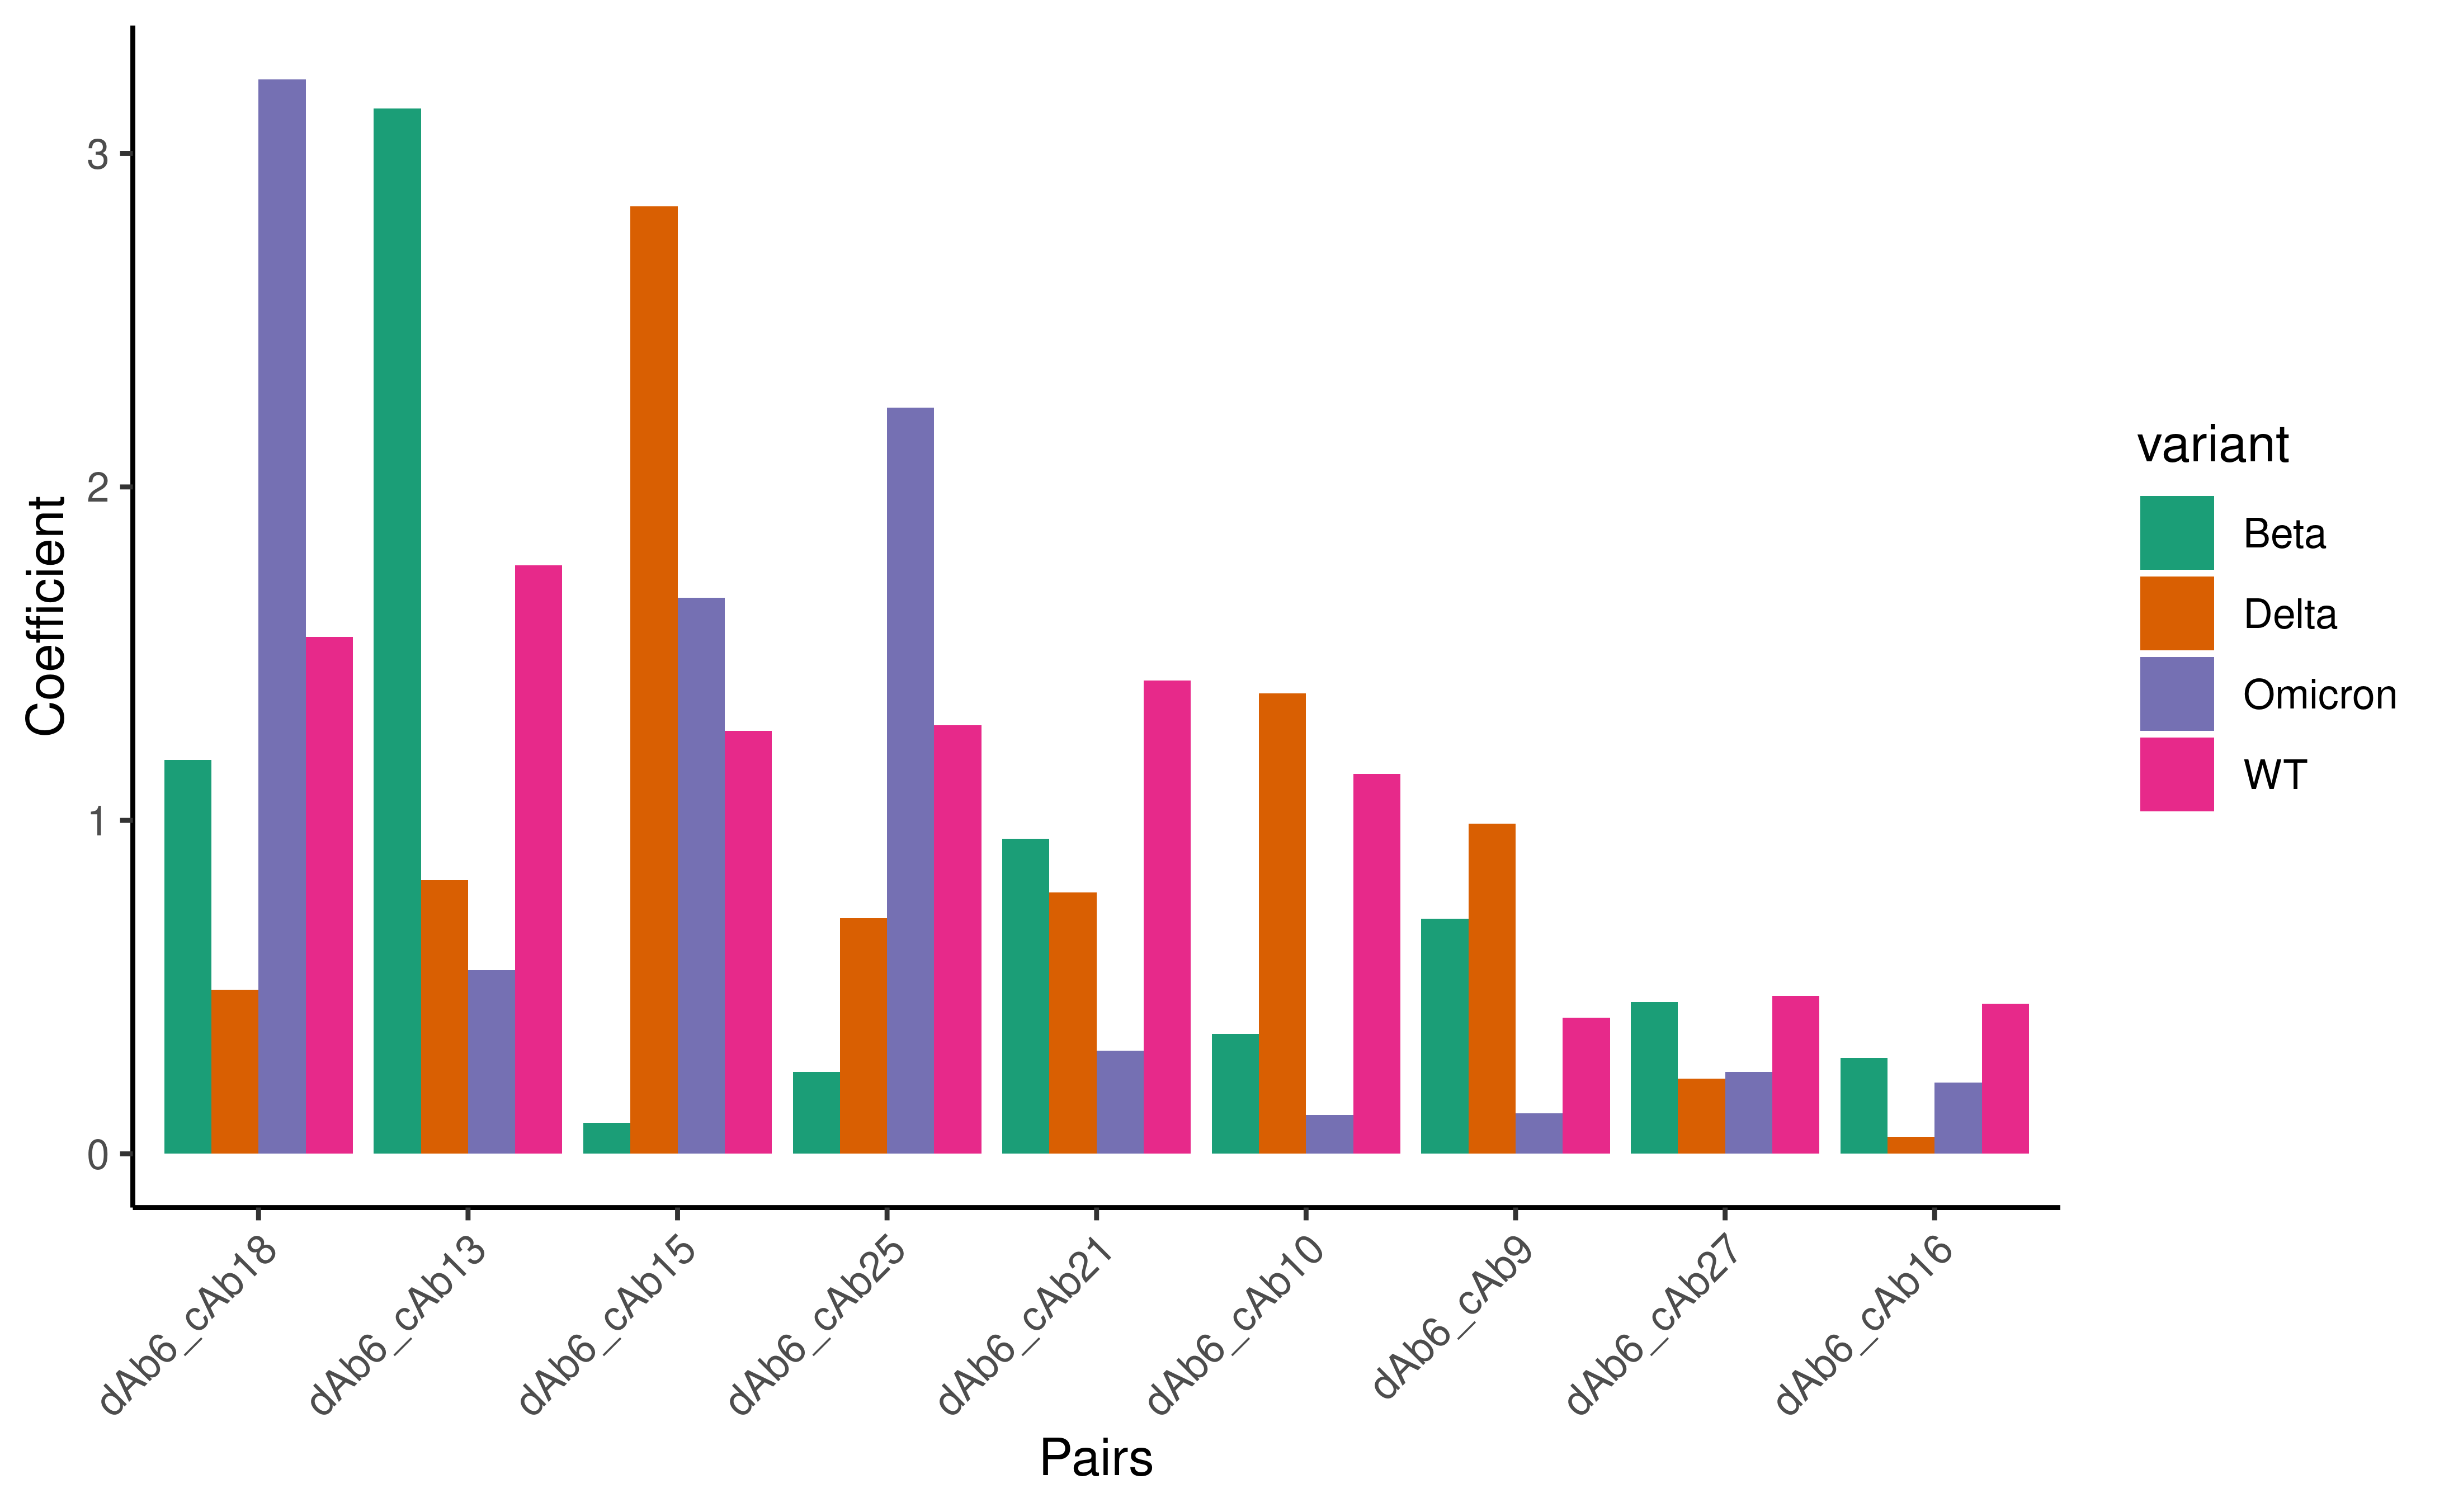 3
2
1
0
Coefficient
dAb6_cAb18
dAb6_cAb13
dAb6_cAb15
dAb6_cAb25
dAb6_cAb21
dAb6_cAb10
dAb6_cAb9
dAb6_cAb27
dAb6_cAb16
Pairs
variant
Beta
Delta
Omicron
WT